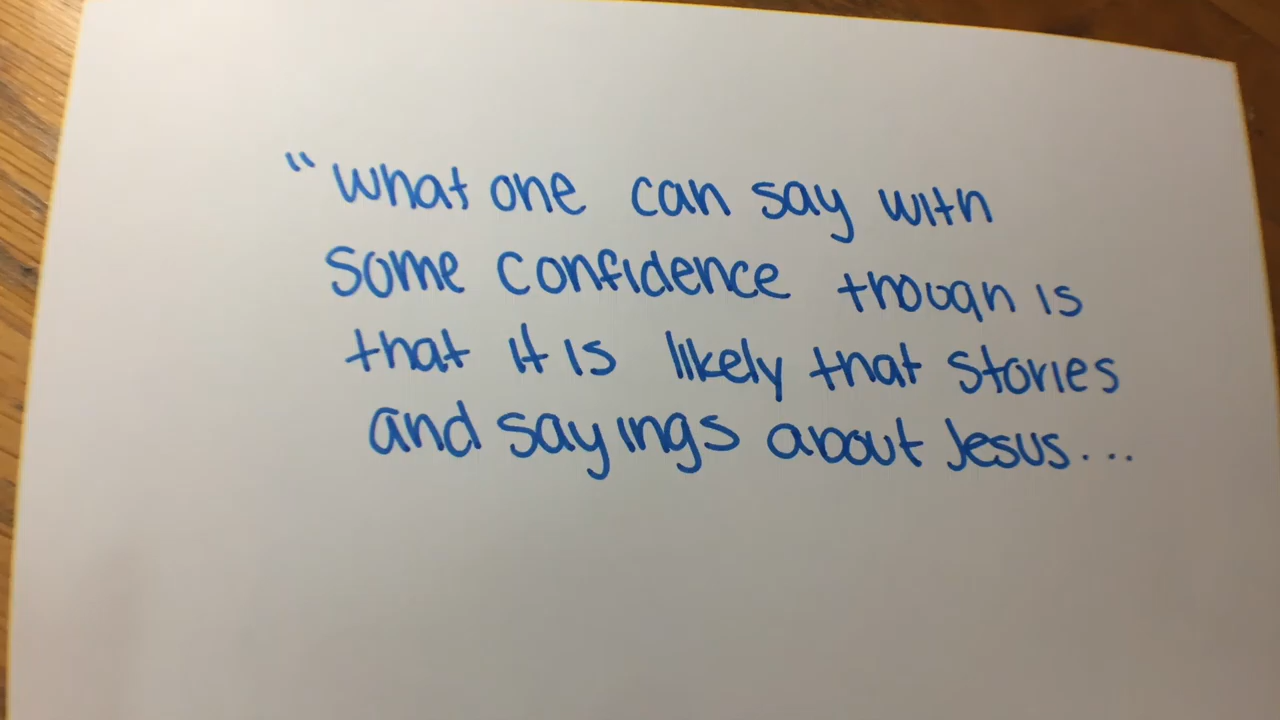 "What one can say with
some confidence though is
that it is likely that stories
and sayings about Jesus...